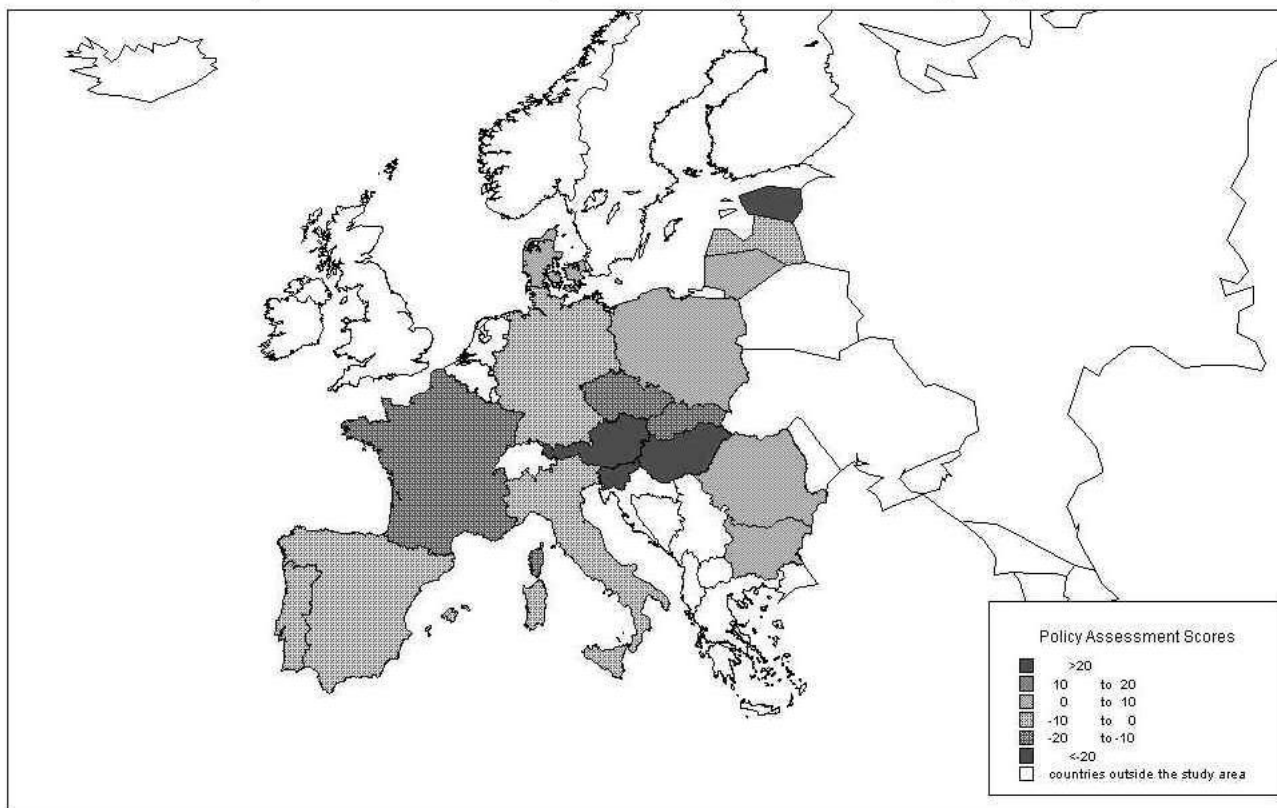 Policy Assessment Scores
>20
10 to 20
0 to 10
-10 to 0
-20 to -10
<-20
countries outside the study area